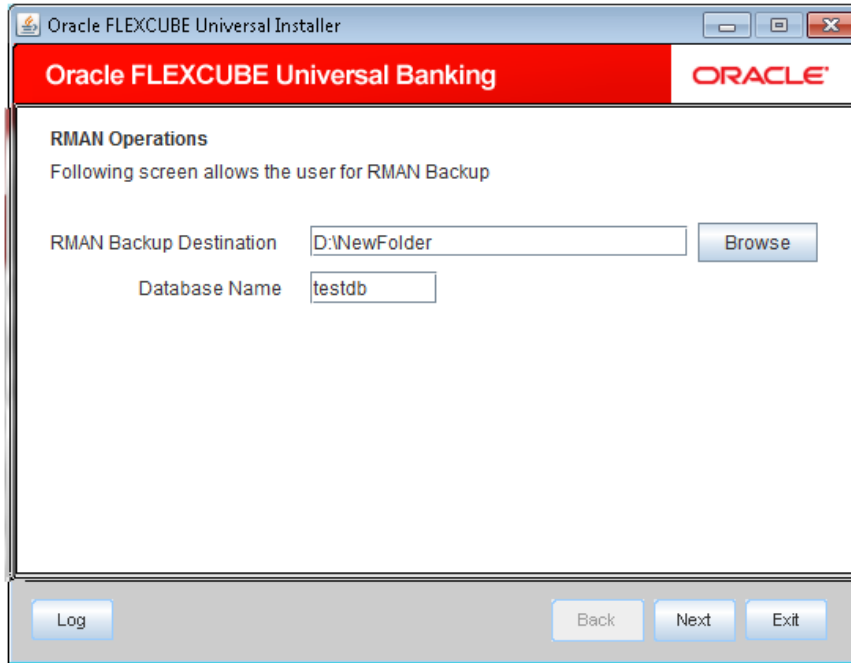 Oracle FLEXCUBE Universal Installer
Oracle FLEXCUBE Universal Banking
ORACLE
RMAN Operations
Following screen allows the user for RMAN Backup
RMAN Backup Destination D:\NewFolder Browse
Database Name testdb
Log Back Next Exit